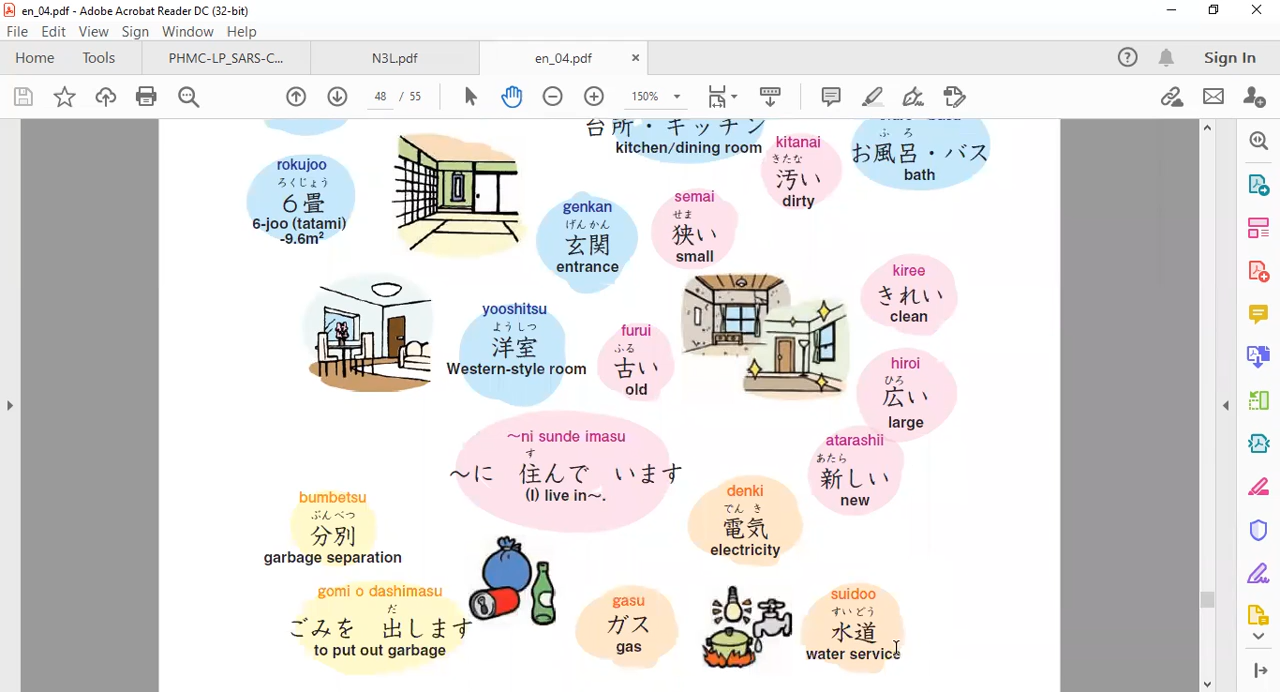 en_04.pdf - Adobe Acrobat Reader DC (32-bit)
File Edit View Sign Window Help
Home Tools PHMC-LP_SARS-C... N3L.pdf en_04.pdf × Sign In
48 / 55 150%
台所・キッチン
kitchen/dining room
kitanai
きたな
汚い
dirty
ふ ろ
お風呂・バス
bath
rokujoo
ろくじょう
6畳
6-joo (tatami)
-9.6m²
genkan
げんかん
玄関
entrance
semai
せま
狭い
small
kiree
きれい
clean
yooshitsu
ようしつ
洋室
Western-style room
furui
ふる
古い
old
hiroi
ひろ
広い
large
〜ni sunde imasu
す
〜に 住んで います
(I) live in〜.
atarashii
あたら
新しい
new
bumbetsu
ぶんべつ
分別
garbage separation
denki
でん き
電気
electricity
gomi o dashimasu
だ
ごみを 出します
to put out garbage
gasu
ガス
gas
suidoo
すいどう
水道
water service